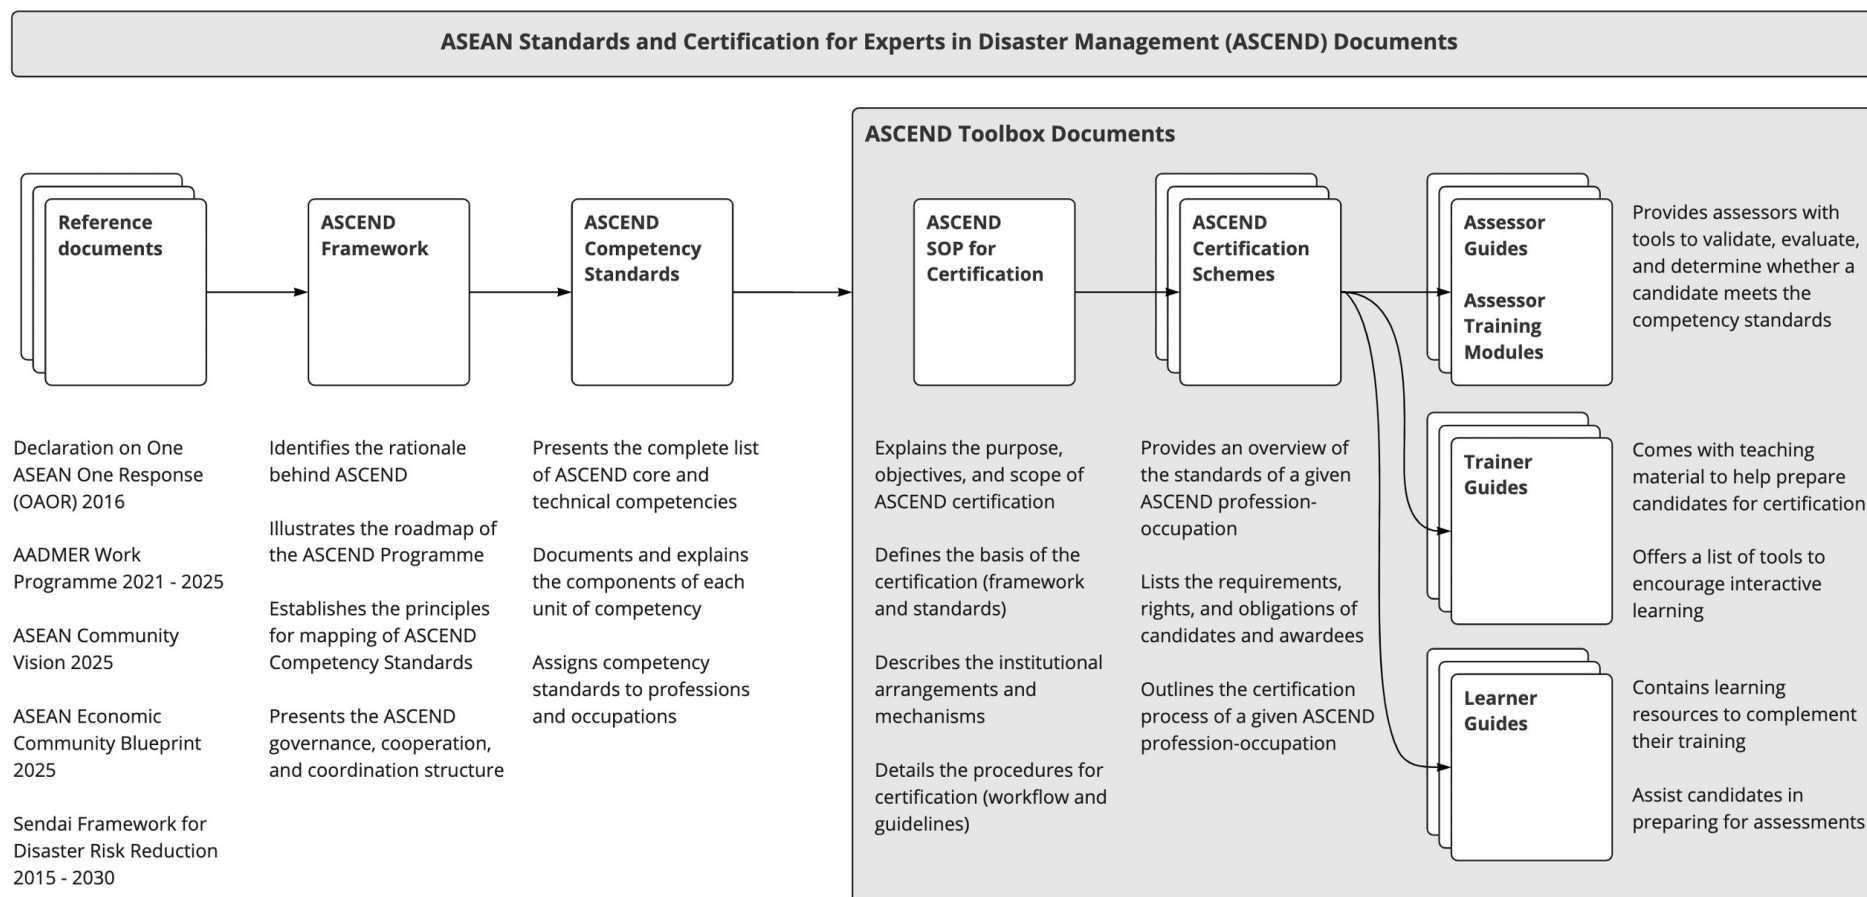 ASEAN Standards and Certification for Experts in Disaster Management (ASCEND) Documents
ASCEND Toolbox Documents
Reference
documents
ASCEND
Framework
ASCEND
Competency
Standards
ASCEND
SOP for
Certification
ASCEND
Certification
Schemes
Assessor
Guides
Assessor
Training
Modules
Provides assessors with
tools to validate, evaluate,
and determine whether a
candidate meets the
competency standards
Declaration on One
ASEAN One Response
(OAOR) 2016
AADMER Work
Programme 2021 - 2025
ASEAN Community
Vision 2025
ASEAN Economic
Community Blueprint
2025
Sendai Framework for
Disaster Risk Reduction
2015 - 2030
Identifies the rationale
behind ASCEND
Illustrates the roadmap of
the ASCEND Programme
Establishes the principles
for mapping of ASCEND
Competency Standards
Presents the ASCEND
governance, cooperation,
and coordination structure
Presents the complete list
of ASCEND core and
technical competencies
Documents and explains
the components of each
unit of competency
Assigns competency
standards to professions
and occupations
Explains the purpose,
objectives, and scope of
ASCEND certification
Defines the basis of the
certification (framework
and standards)
Describes the institutional
arrangements and
mechanisms
Details the procedures for
certification (workflow and
guidelines)
Provides an overview of
the standards of a given
ASCEND profession-
occupation
Lists the requirements,
rights, and obligations of
candidates and awardees
Outlines the certification
process of a given ASCEND
profession-occupation
Trainer
Guides
Comes with teaching
material to help prepare
candidates for certification
Offers a list of tools to
encourage interactive
learning
Learner
Guides
Contains learning
resources to complement
their training
Assist candidates in
preparing for assessments